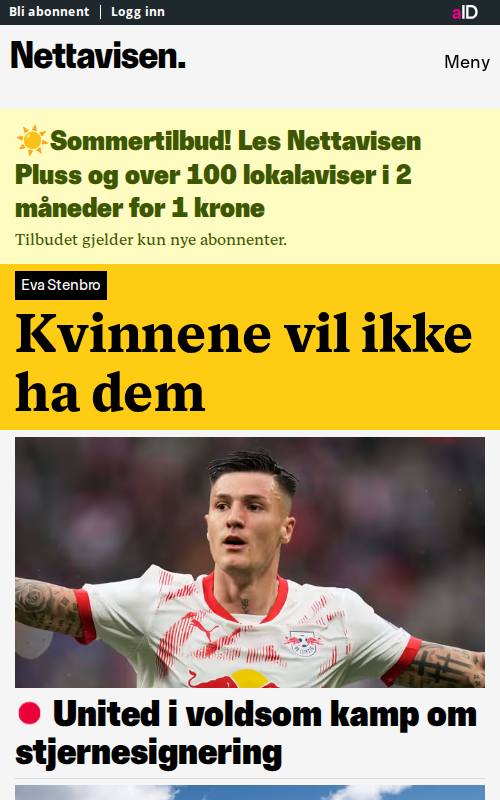 Bli abonnent | Logg inn
aID
Nettavisen.
Meny
☀️Sommertilbud! Les Nettavisen
Pluss og over 100 lokalaviser i 2
måneder for 1 krone
Tilbudet gjelder kun nye abonnenter.
Eva Stenbro
Kvinnene vil ikke
ha dem
United i voldsom kamp om
stjernesignering